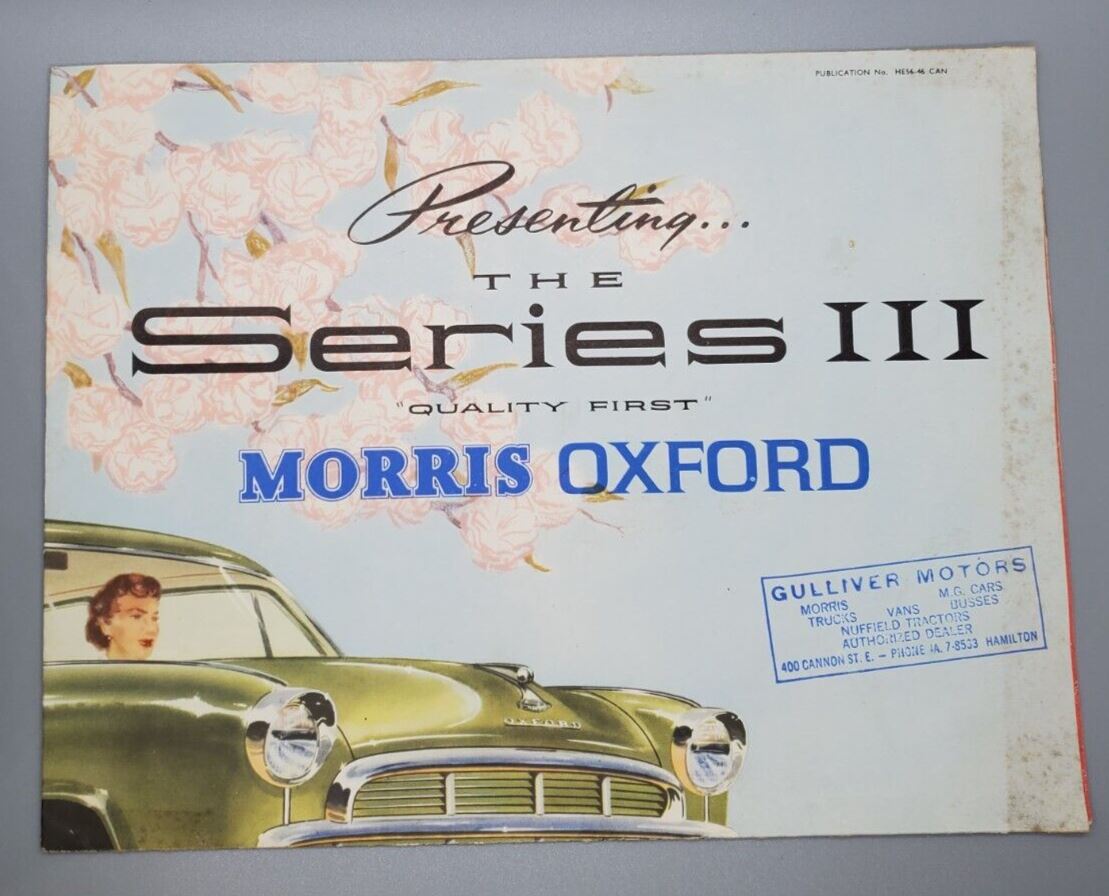 PUBLICATION No. HE56-46 CAN
Presenting...
THE
Series III
"QUALITY FIRST"
MORRIS OXFORD
OXFORD
GULLIVER MOTORS
MORRIS M.G. CARS
TRUCKS VANS BUSSES
NUFFIELD TRACTORS
AUTHORIZED DEALER
400 CANNON ST. E. – PHONE JA. 7-8533 HAMILTON